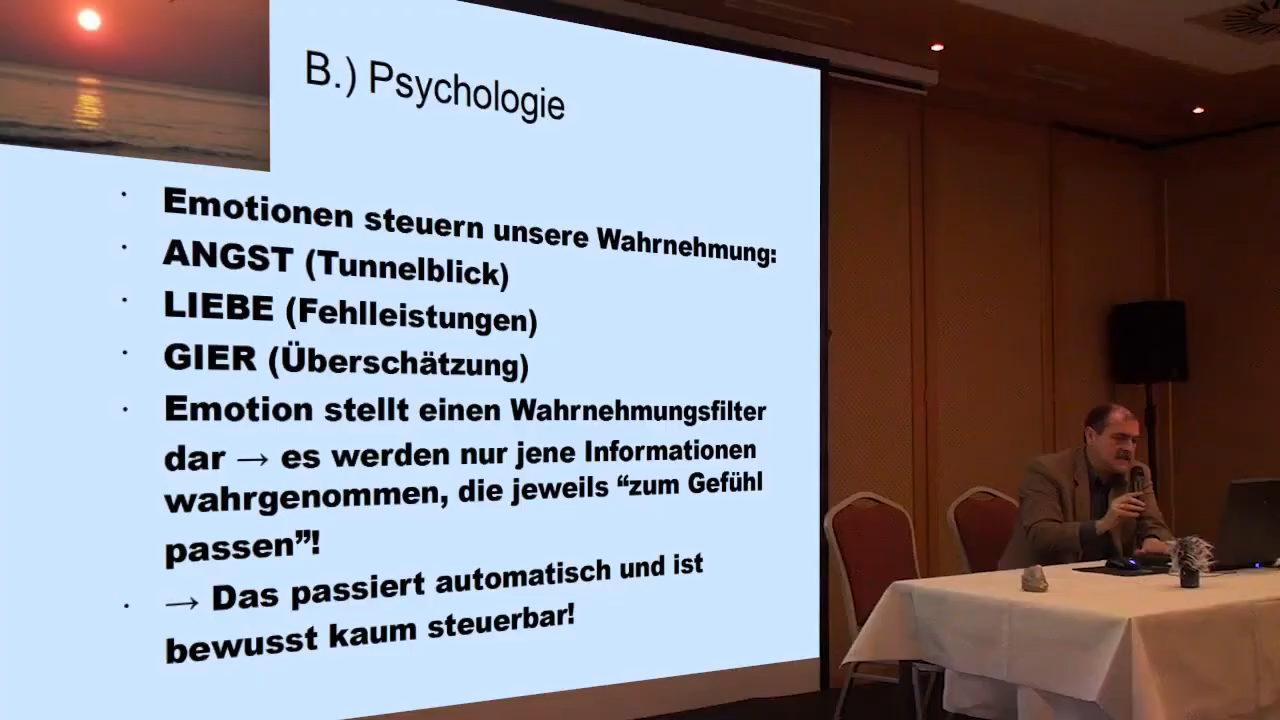 B.) Psychologie
· Emotionen steuern unsere Wahrnehmung:
· ANGST (Tunnelblick)
· LIEBE (Fehlleistungen)
· GIER (Überschätzung)
· Emotion stellt einen Wahrnehmungsfilter
dar → es werden nur jene Informationen
wahrgenommen, die jeweils “zum Gefühl
passen”!
· → Das passiert automatisch und ist
bewusst kaum steuerbar!